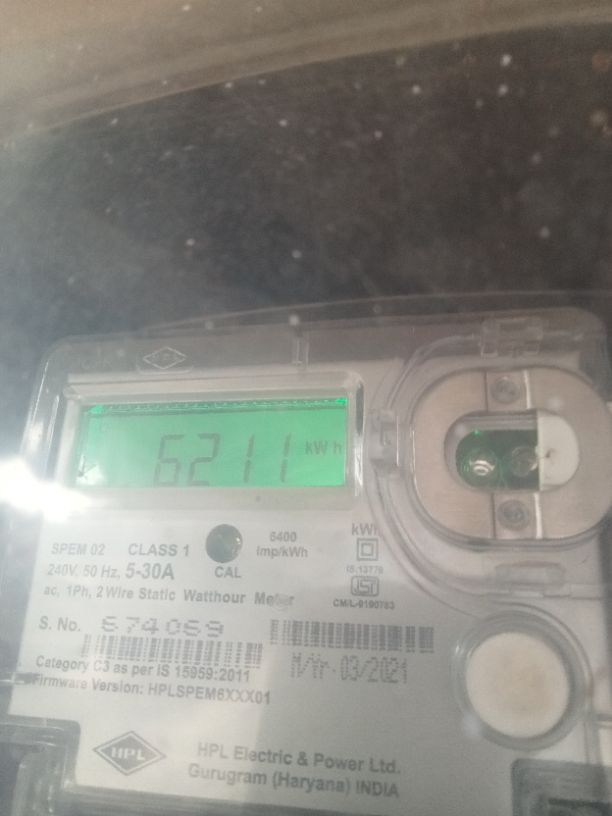 HPL
6211 kW h
SPEM 02 CLASS 1
6400 imp/kWh
kWh
240V, 50 Hz, 5-30A
CAL
IS:13779
ac, 1Ph, 2 Wire Static Watthour Meter
CM/L-9190783
S. No. 674069
M/Yr-03/2021
Category C3 as per IS 15959:2011
Firmware Version: HPLSPEM6XXX01
HPL
HPL Electric & Power Ltd.
Gurugram (Haryana) INDIA